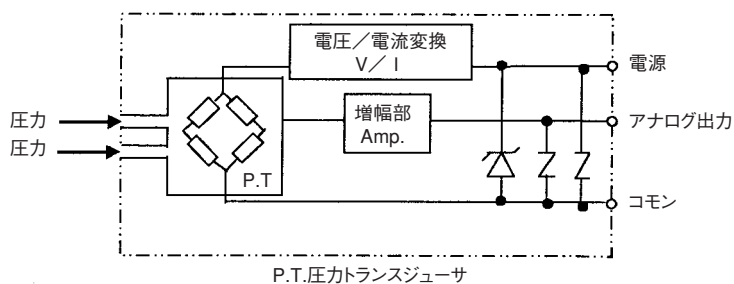 電圧／電流変換
V／ I
電源
増幅部
Amp.
アナログ出力
圧力
圧力
P.T
コモン
P.T.圧力トランスジューサ